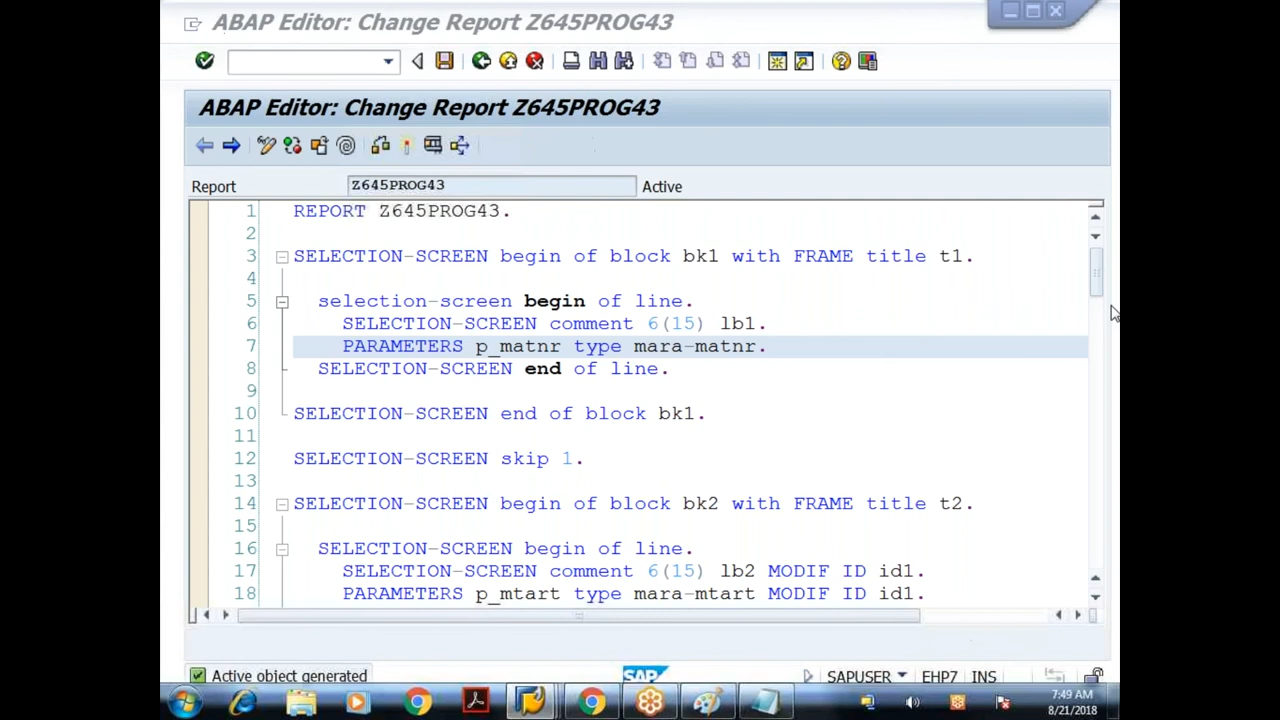 ABAP Editor: Change Report Z645PROG43
ABAP Editor: Change Report Z645PROG43
Report Z645PROG43 Active
1 REPORT Z645PROG43.
2
3 SELECTION-SCREEN begin of block bk1 with FRAME title t1.
4
5 selection-screen begin of line.
6 SELECTION-SCREEN comment 6(15) lb1.
7 PARAMETERS p_matnr type mara-matnr.
8 SELECTION-SCREEN end of line.
9
10 SELECTION-SCREEN end of block bk1.
11
12 SELECTION-SCREEN skip 1.
13
14 SELECTION-SCREEN begin of block bk2 with FRAME title t2.
15
16 SELECTION-SCREEN begin of line.
17 SELECTION-SCREEN comment 6(15) lb2 MODIF ID id1.
18 PARAMETERS p_mtart type mara-mtart MODIF ID id1.
Active object generated SAP SAPUSER EHP7 INS
7:49 AM
8/21/2018